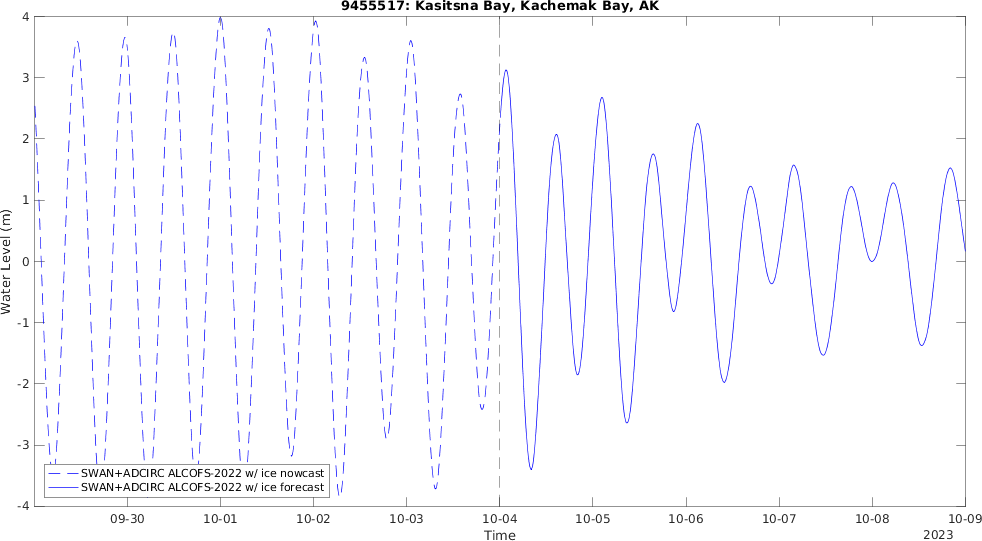 9455517: Kasitsna Bay, Kachemak Bay, AK
Water Level (m)
4
3
2
1
0
-1
-2
-3
-4
SWAN+ADCIRC ALCOFS-2022 w/ ice nowcast
SWAN+ADCIRC ALCOFS-2022 w/ ice forecast
09-30 10-01 10-02 10-03 10-04 10-05 10-06 10-07 10-08 10-09
Time
2023